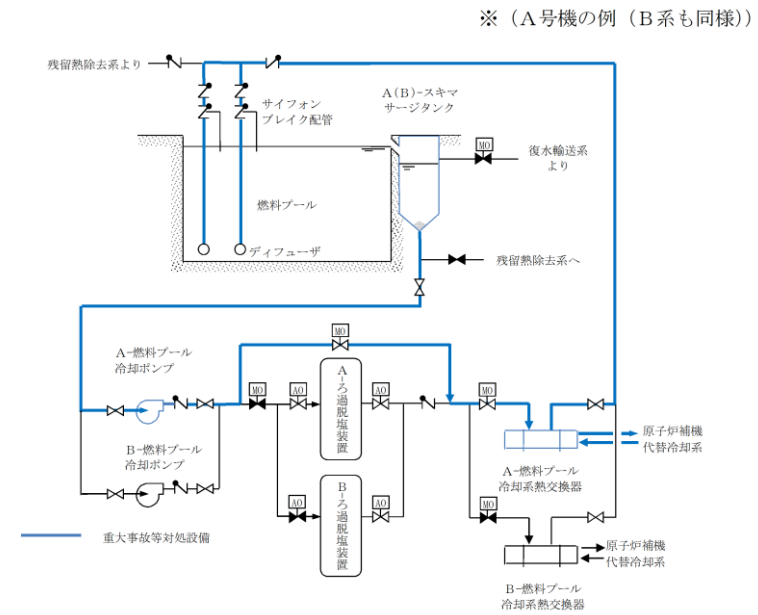 ※（A号機の例（B系も同様））
残留熱除去系より
A(B)-スキマ
サージタンク
サイフォン
ブレイク配管
MO
復水輸送系
より
燃料プール
ディフューザ
残留熱除去系へ
MO
A-燃料プール
冷却ポンプ
MO
AO
A-ろ過脱塩装置
AO
MO
原子炉補機
代替冷却系
B-燃料プール
冷却ポンプ
A-燃料プール
冷却系熱交換器
AO
B-ろ過脱塩装置
AO
MO
重大事故等対処設備
原子炉補機
代替冷却系
B-燃料プール
冷却系熱交換器